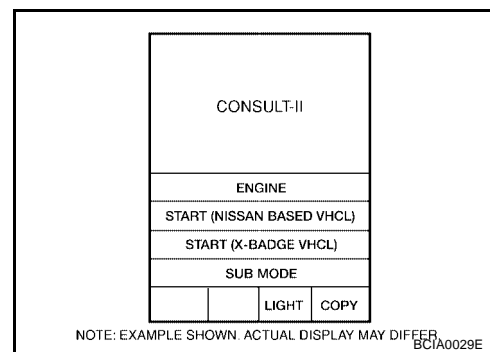 CONSULT-II
ENGINE
START (NISSAN BASED VHCL)
START (X-BADGE VHCL)
SUB MODE
LIGHT COPY
NOTE: EXAMPLE SHOWN. ACTUAL DISPLAY MAY DIFFER
BCIA0029E